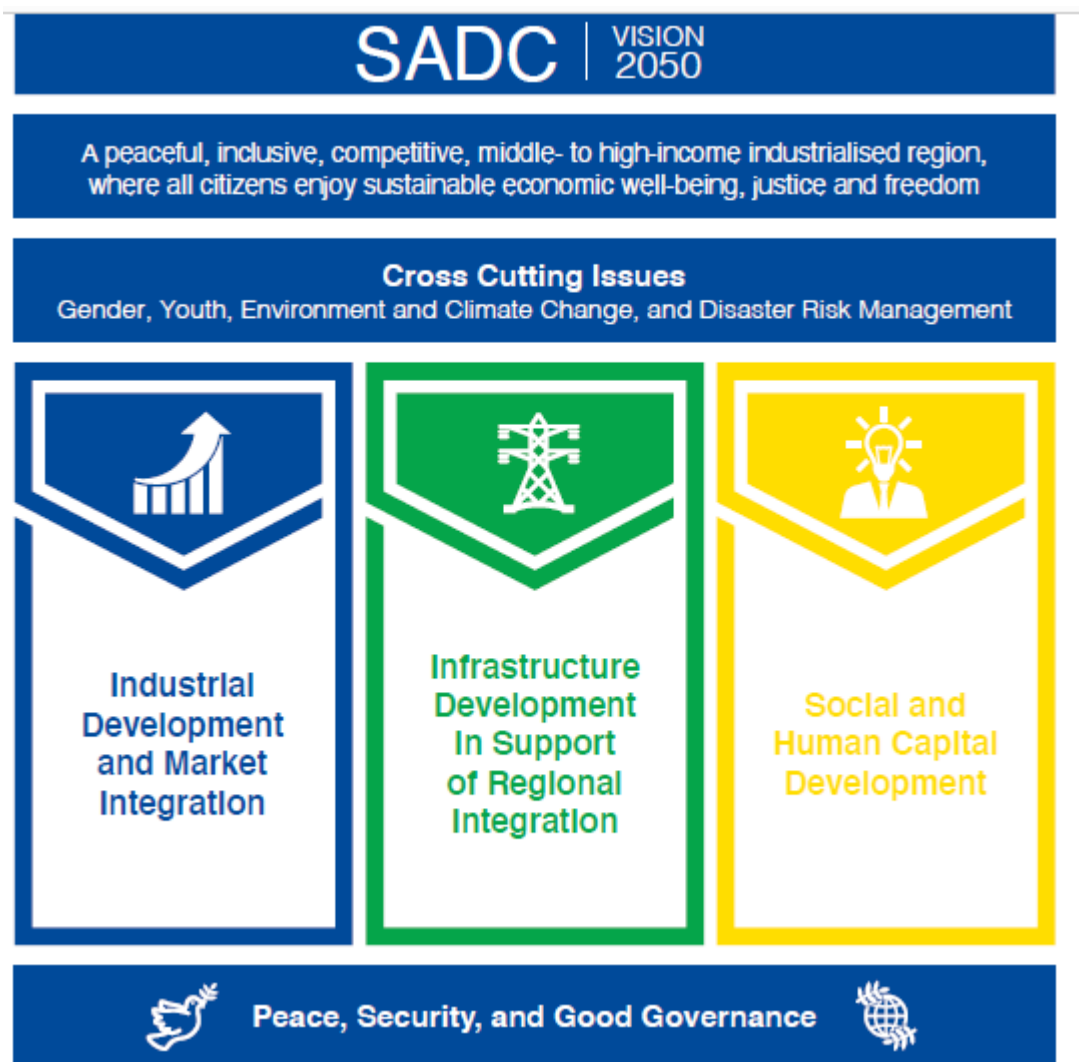 SADC
VISION
2050
A peaceful, inclusive, competitive, middle- to high-income industrialised region,
where all citizens enjoy sustainable economic well-being, justice and freedom
Cross Cutting Issues
Gender, Youth, Environment and Climate Change, and Disaster Risk Management
Industrial
Development
and Market
Integration
Infrastructure
Development
in Support
of Regional
Integration
Social and
Human Capital
Development
Peace, Security, and Good Governance